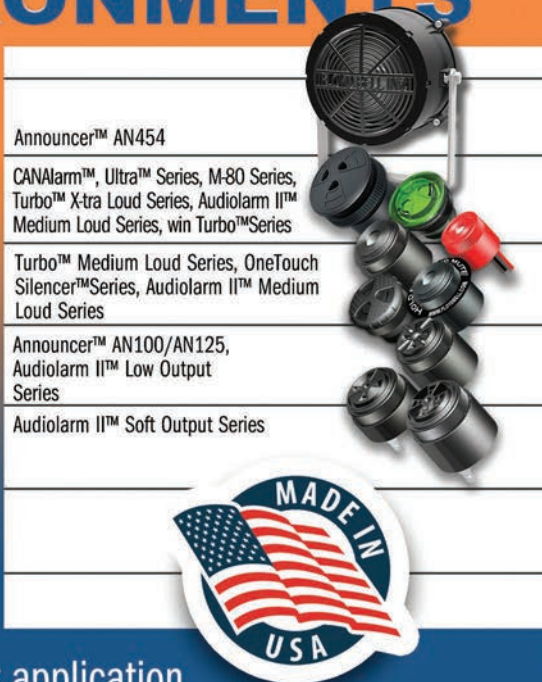 ONMENTS
Announcer™ AN454
CANAlarm™, Ultra™ Series, M-80 Series,
Turbo™ X-tra Loud Series, Audiolarm II™
Medium Loud Series, win Turbo™Series
Turbo™ Medium Loud Series, OneTouch
Silencer™Series, Audiolarm II™ Medium
Loud Series
Announcer™ AN100/AN125,
Audiolarm II™ Low Output
Series
Audiolarm II™ Soft Output Series
MADE IN
USA
application